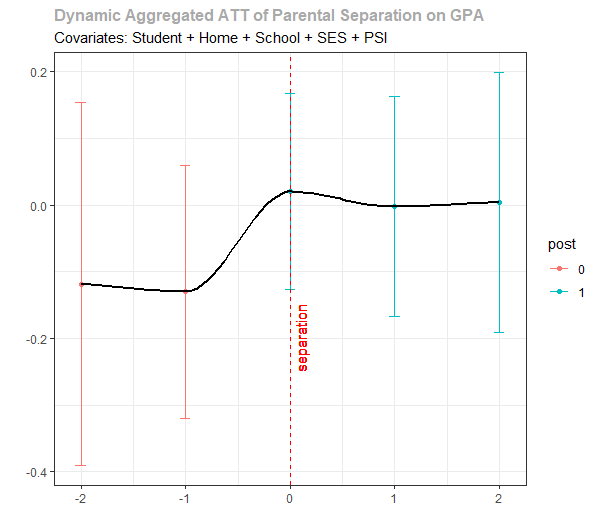 Dynamic Aggregated ATT of Parental Separation on GPA
Covariates: Student + Home + School + SES + PSI
0.2
0.0
-0.2
-0.4
separation
-2
-1
0
1
2
post
0
1